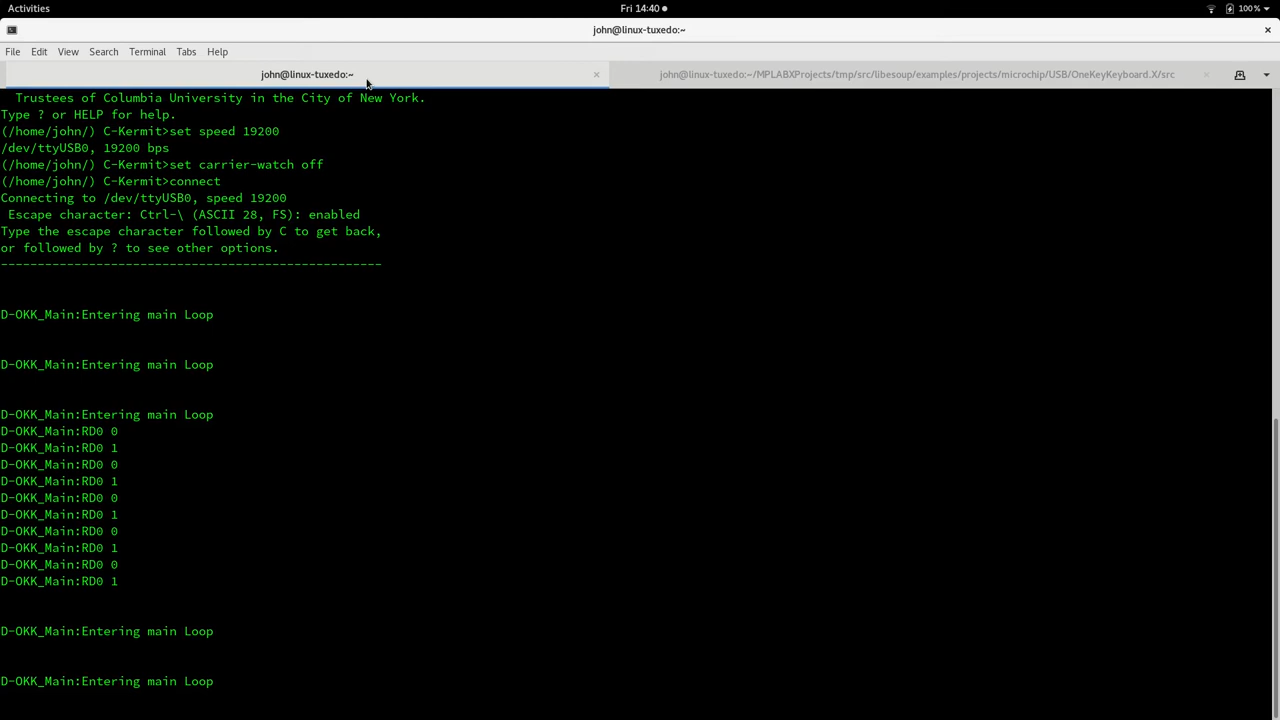 Activities
Fri 14:40
100%
john@linux-tuxedo:~
File Edit View Search Terminal Tabs Help
john@linux-tuxedo:~
john@linux-tuxedo:~/MPLABXProjects/tmp/src/libesoup/examples/projects/microchip/USB/OneKeyKeyboard.X/src
Trustees of Columbia University in the City of New York.
Type ? or HELP for help.
(/home/john/) C-Kermit>set speed 19200
/dev/ttyUSB0, 19200 bps
(/home/john/) C-Kermit>set carrier-watch off
(/home/john/) C-Kermit>connect
Connecting to /dev/ttyUSB0, speed 19200
Escape character: Ctrl-\ (ASCII 28, FS): enabled
Type the escape character followed by C to get back,
or followed by ? to see other options.
----------------------------------------------------
D-OKK_Main:Entering main Loop
D-OKK_Main:Entering main Loop
D-OKK_Main:Entering main Loop
D-OKK_Main:RD0 0
D-OKK_Main:RD0 1
D-OKK_Main:RD0 0
D-OKK_Main:RD0 1
D-OKK_Main:RD0 0
D-OKK_Main:RD0 1
D-OKK_Main:RD0 0
D-OKK_Main:RD0 1
D-OKK_Main:RD0 0
D-OKK_Main:RD0 1
D-OKK_Main:Entering main Loop
D-OKK_Main:Entering main Loop